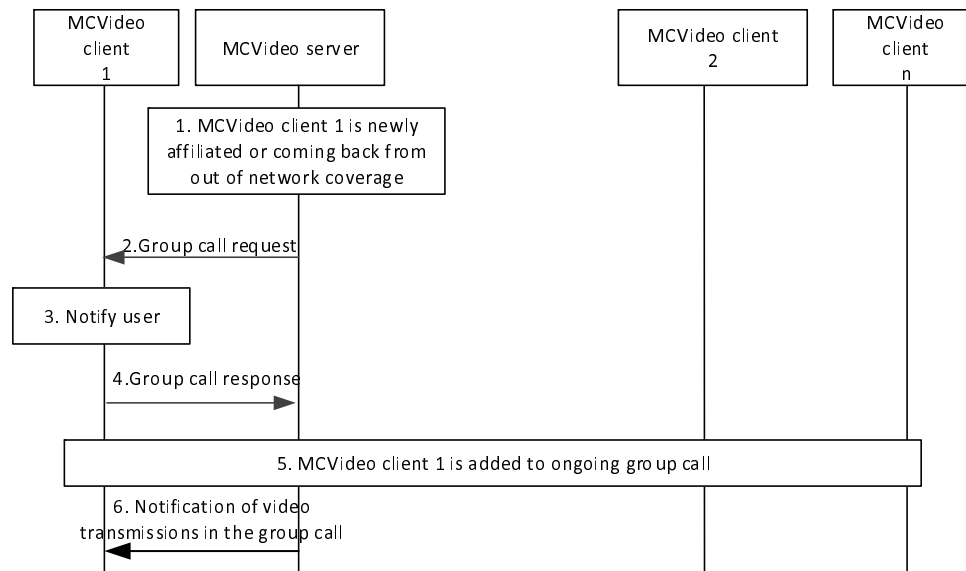 MCVideo
client
1
MCVideo server
MCVideo client
2
MCVideo
client
n
1. MCVideo client 1 is newly
affiliated or coming back from
out of network coverage
2.Group call request
3. Notify user
4.Group call response
5. MCVideo client 1 is added to ongoing group call
6. Notification of video
transmissions in the group call